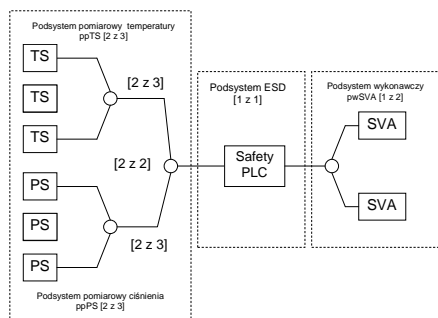 Podsystem pomiarowy temperatury
ppTS [2 z 3]
TS
TS
TS
[2 z 3]
[2 z 2]
PS
PS
PS
[2 z 3]
Podsystem pomiarowy ciśnienia
ppPS [2 z 3]
Podsystem ESD
[1 z 1]
Safety
PLC
Podsystem wykonawczy
pwSVA [1 z 2]
SVA
SVA